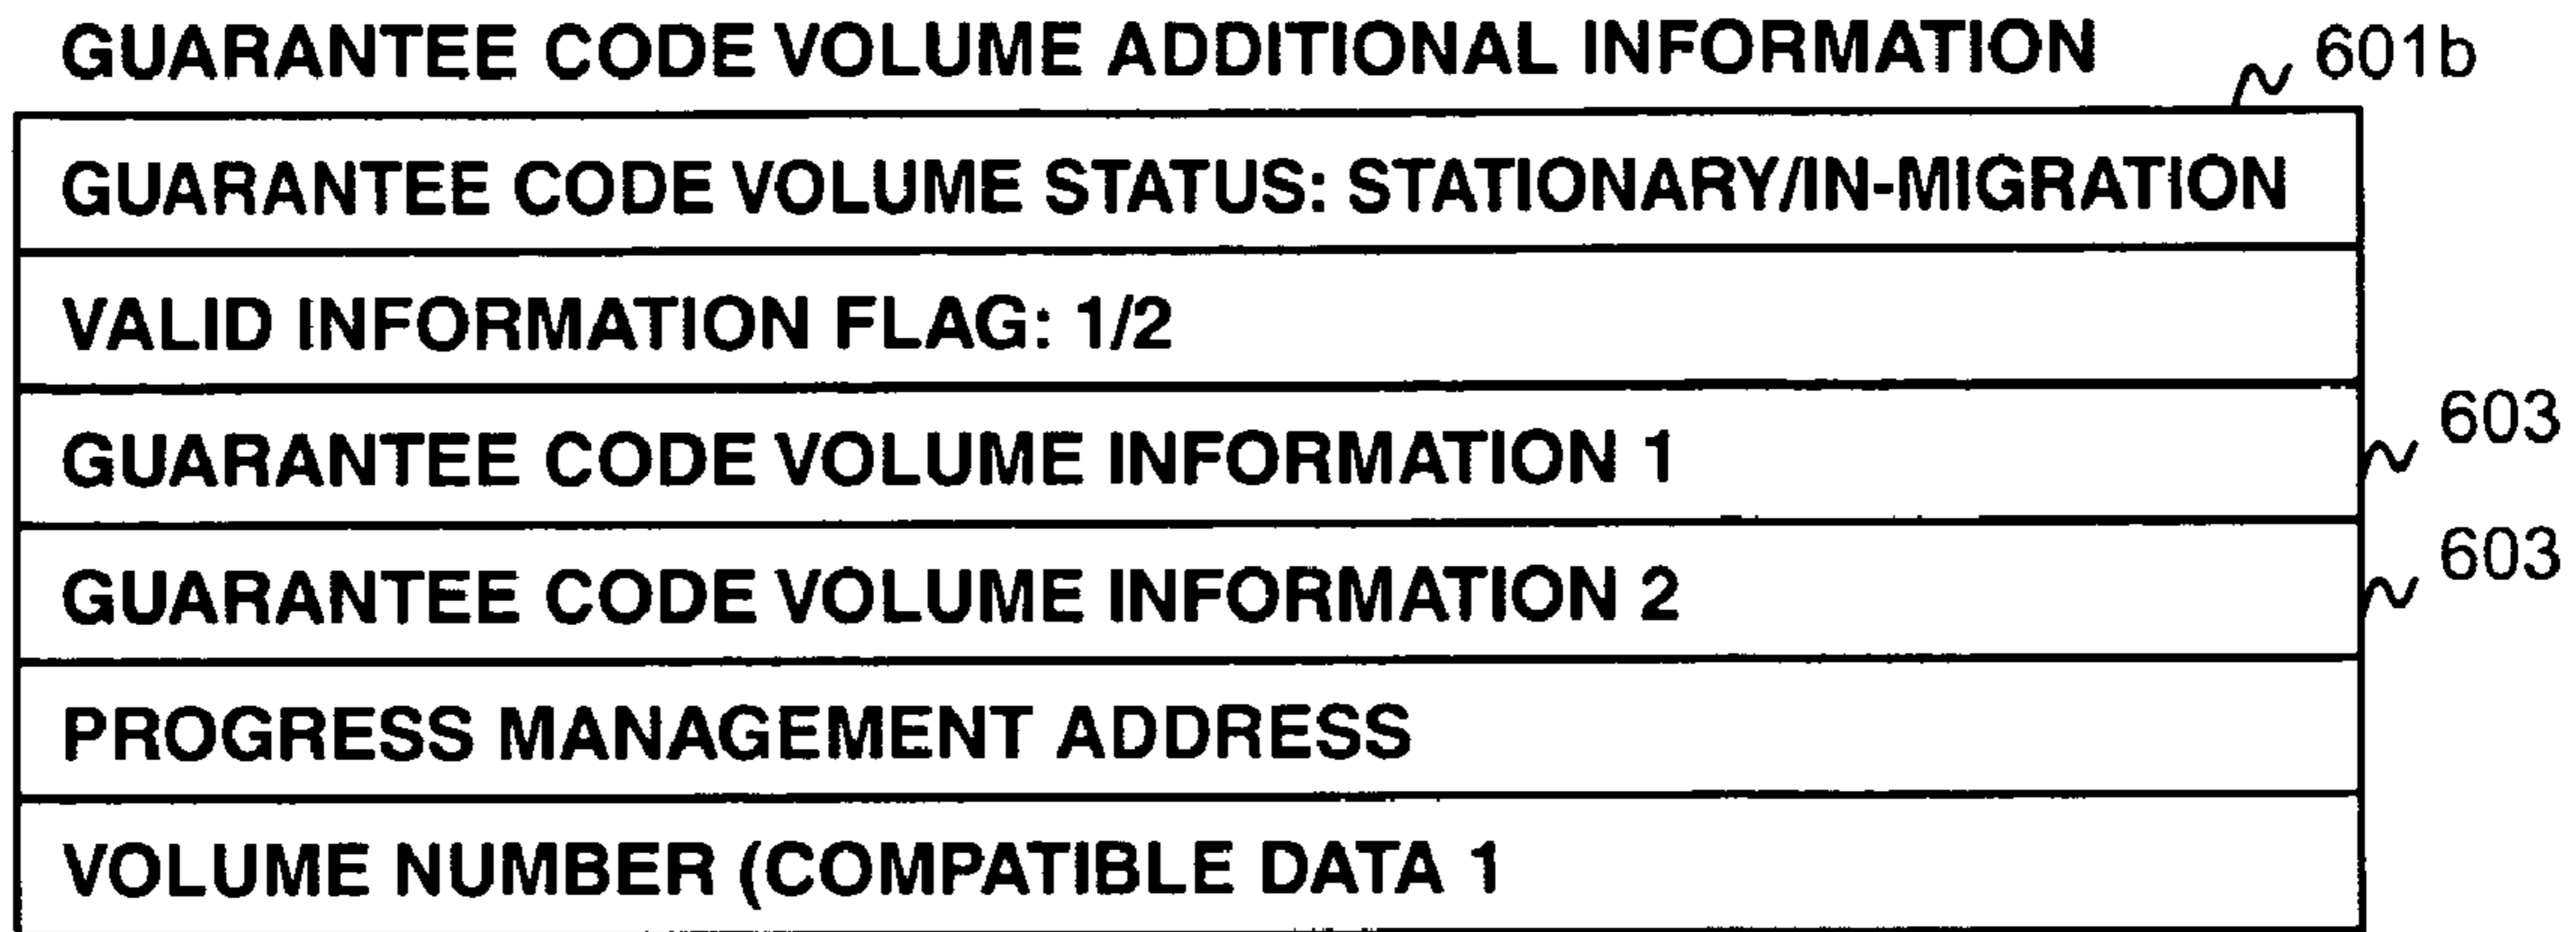 GUARANTEE CODE VOLUME ADDITIONAL INFORMATION
601b
GUARANTEE CODE VOLUME STATUS: STATIONARY/IN-MIGRATION
VALID INFORMATION FLAG: 1/2
GUARANTEE CODE VOLUME INFORMATION 1
603
GUARANTEE CODE VOLUME INFORMATION 2
603
PROGRESS MANAGEMENT ADDRESS
VOLUME NUMBER (COMPATIBLE DATA 1